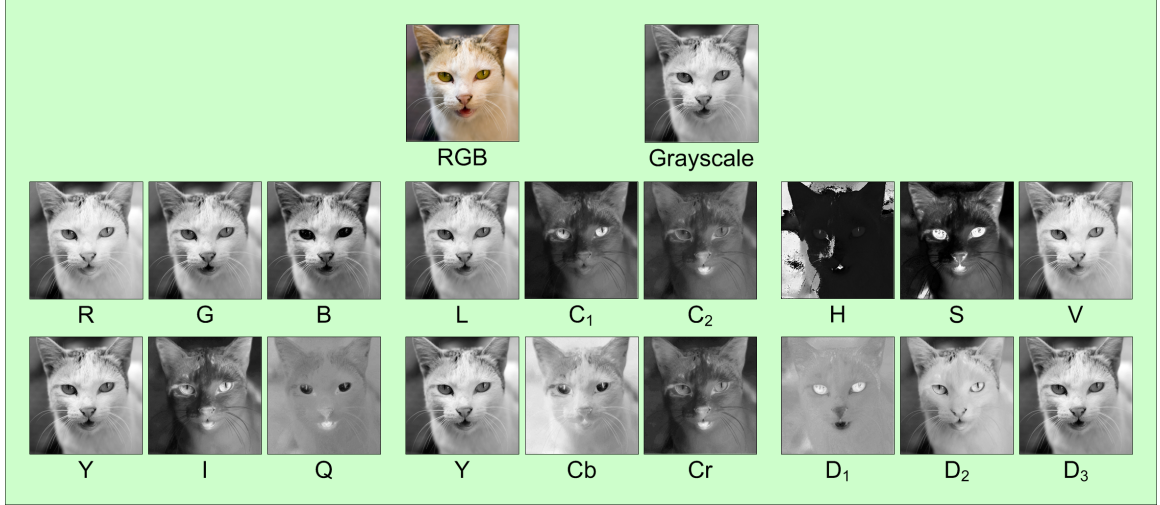 RGB Grayscale
R G B L C₁ C₂ H S V
Y I Q Y Cb Cr D₁ D₂ D₃